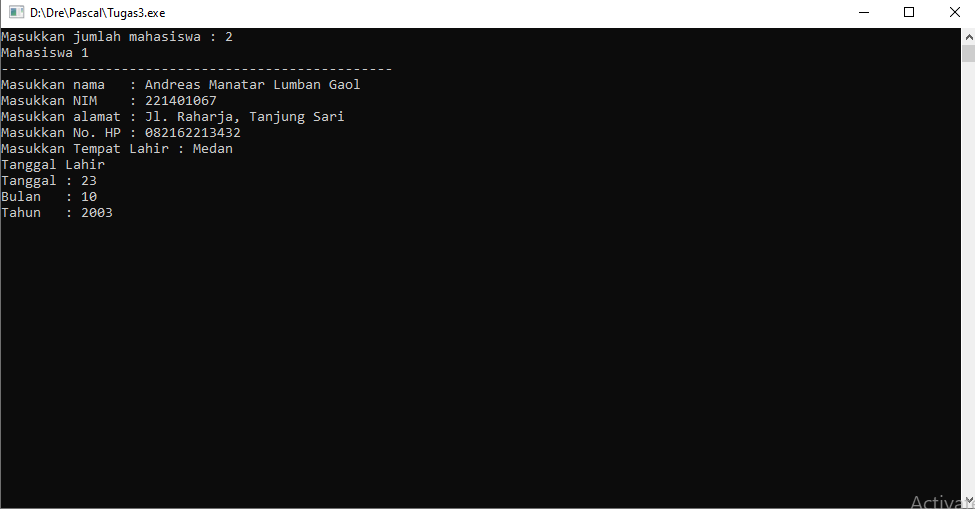 D:\Dre\Pascal\Tugas3.exe
Masukkan jumlah mahasiswa : 2
Mahasiswa 1
-------------------------------------------------
Masukkan nama   : Andreas Manatar Lumban Gaol
Masukkan NIM    : 221401067
Masukkan alamat : Jl. Raharja, Tanjung Sari
Masukkan No. HP : 082162213432
Masukkan Tempat Lahir : Medan
Tanggal Lahir
Tanggal : 23
Bulan   : 10
Tahun   : 2003